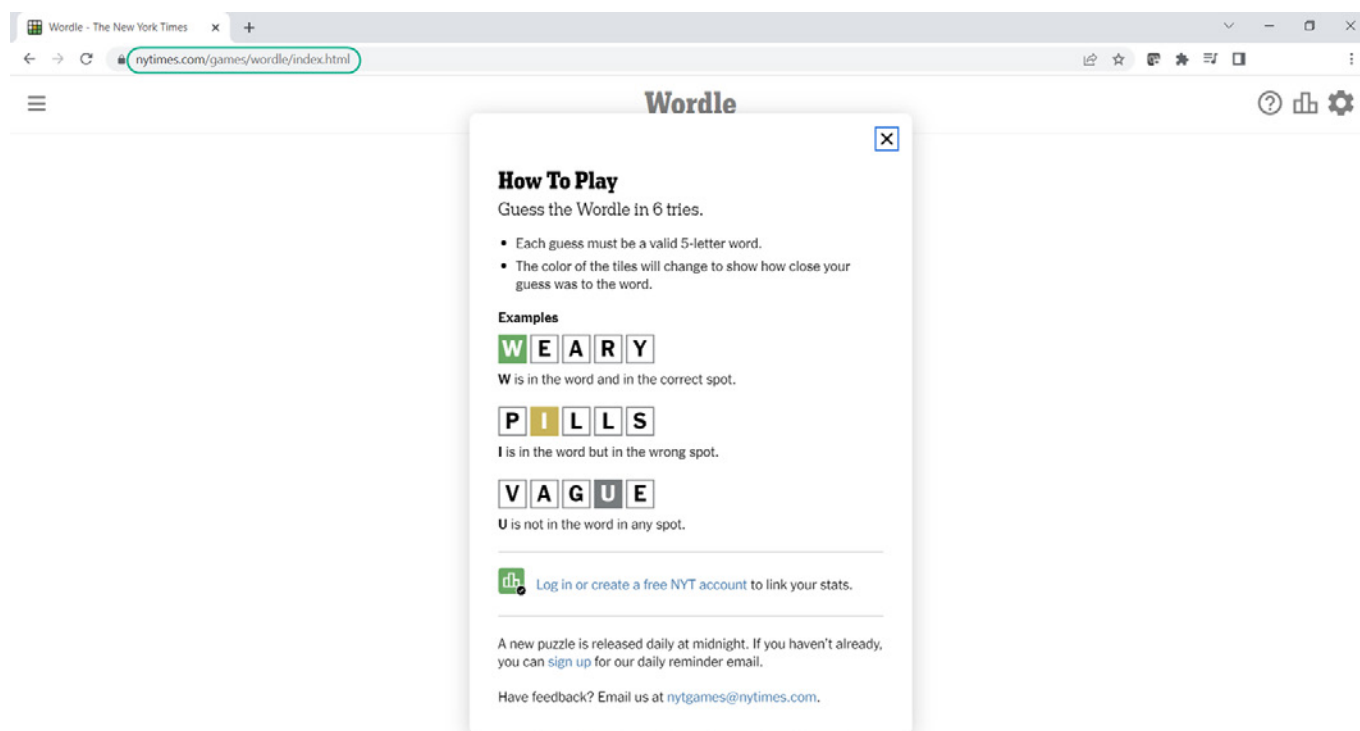 Wordle - The New York Times
nytimes.com/games/wordle/index.html
Wordle
How To Play
Guess the Wordle in 6 tries.
• Each guess must be a valid 5-letter word.
• The color of the tiles will change to show how close your
guess was to the word.
Examples
W E A R Y
W is in the word and in the correct spot.
P I L L S
I is in the word but in the wrong spot.
V A G U E
U is not in the word in any spot.
Log in or create a free NYT account to link your stats.
A new puzzle is released daily at midnight. If you haven't already,
you can sign up for our daily reminder email.
Have feedback? Email us at nytgames@nytimes.com.